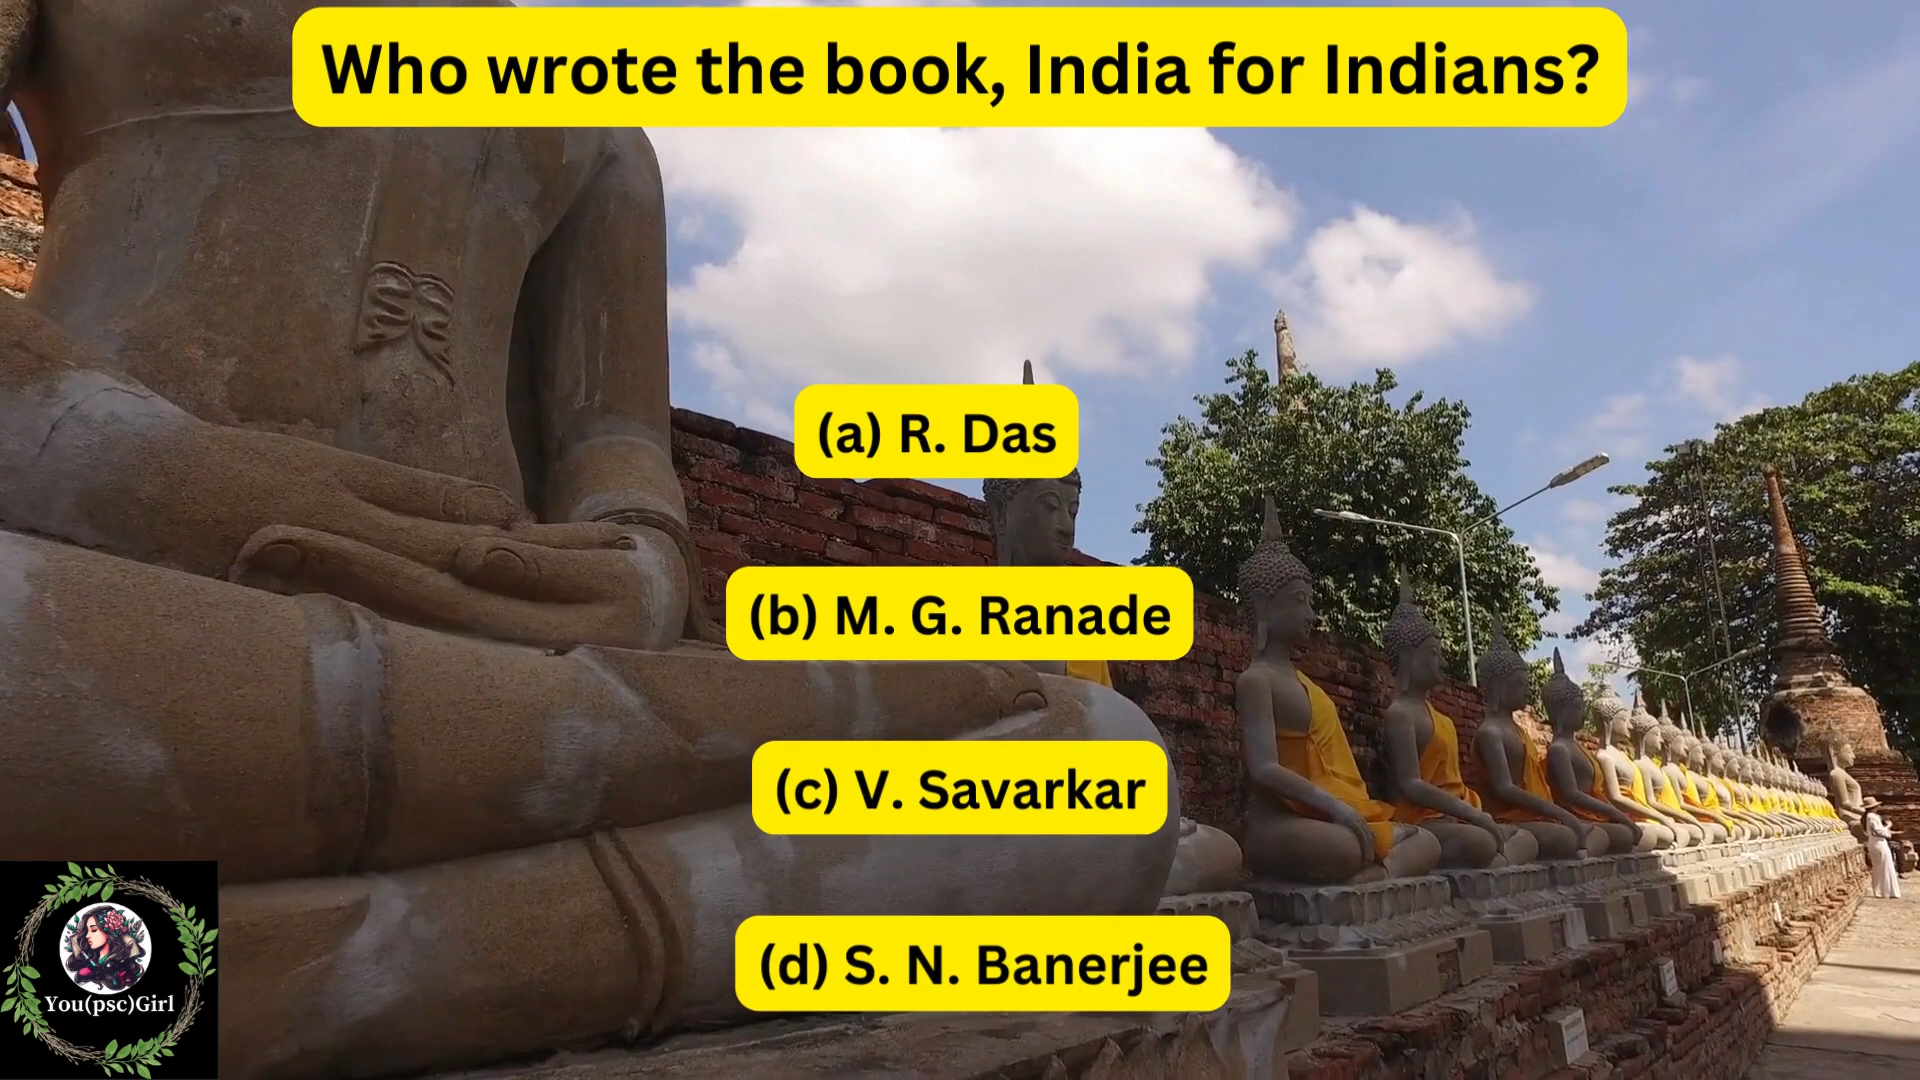 Who wrote the book, India for Indians?
(a) R. Das
(b) M. G. Ranade
(c) V. Savarkar
(d) S. N. Banerjee
You(psc)Girl